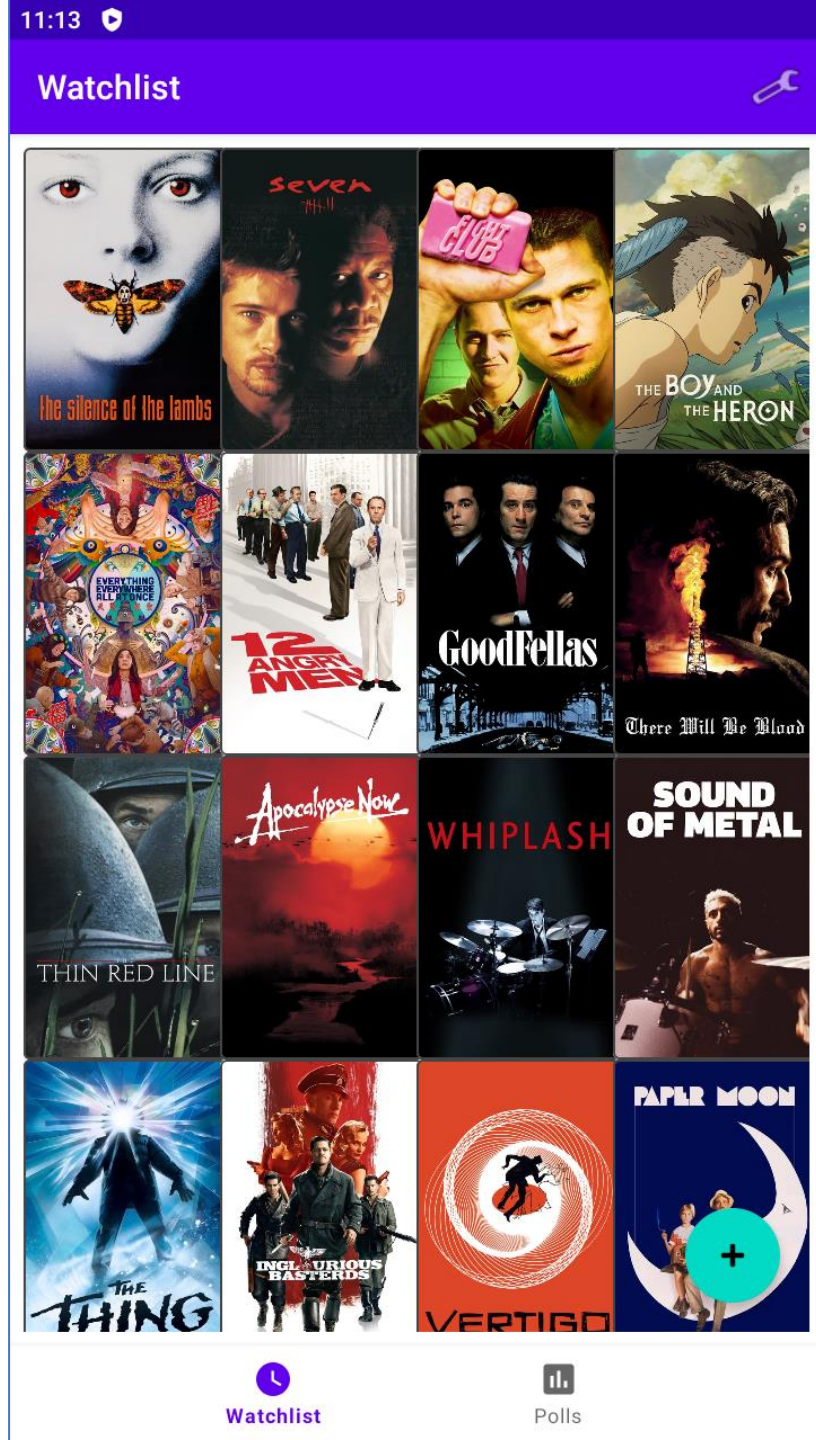 11:13
Watchlist
the silence of the lambs
seven
FIGHT
CLUB
THE BOY AND
THE HERON
EVERYTHING
EVERYWHERE
ALL AT ONCE
12
ANGRY
MEN
GoodFellas
There Will Be Blood
THIN RED LINE
Apocalypse Now
WHIPLASH
SOUND
OF METAL
THE
THING
INGLOURIOUS
BASTERDS
VERTIGO
PAPER MOON
+
Watchlist
Polls